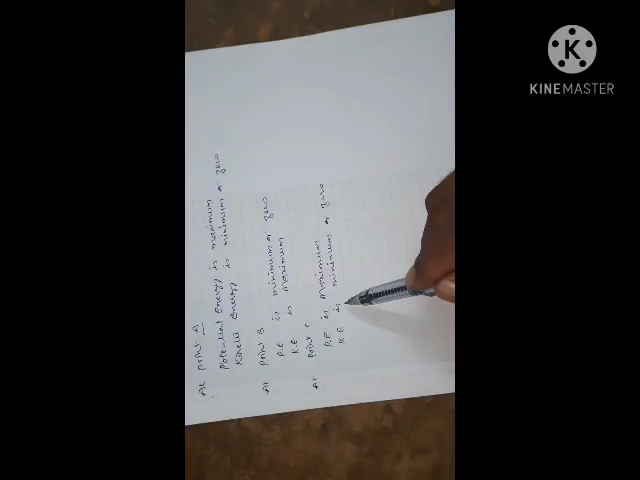 At point A
Potential Energy is maximum
Kinetic Energy is minimum or zero
At point B
P.E is minimum or zero
K.E is maximum
At point C
P.E is maximum
K.E is minimum or zero
K
KINEMASTER